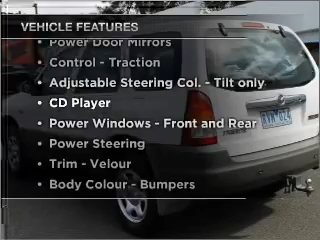 VEHICLE FEATURES
• Power Door Mirrors
• Control - Traction
• Adjustable Steering Col. - Tilt only
• CD Player
• Power Windows - Front and Rear
• Power Steering
• Trim - Velour
• Body Colour - Bumpers